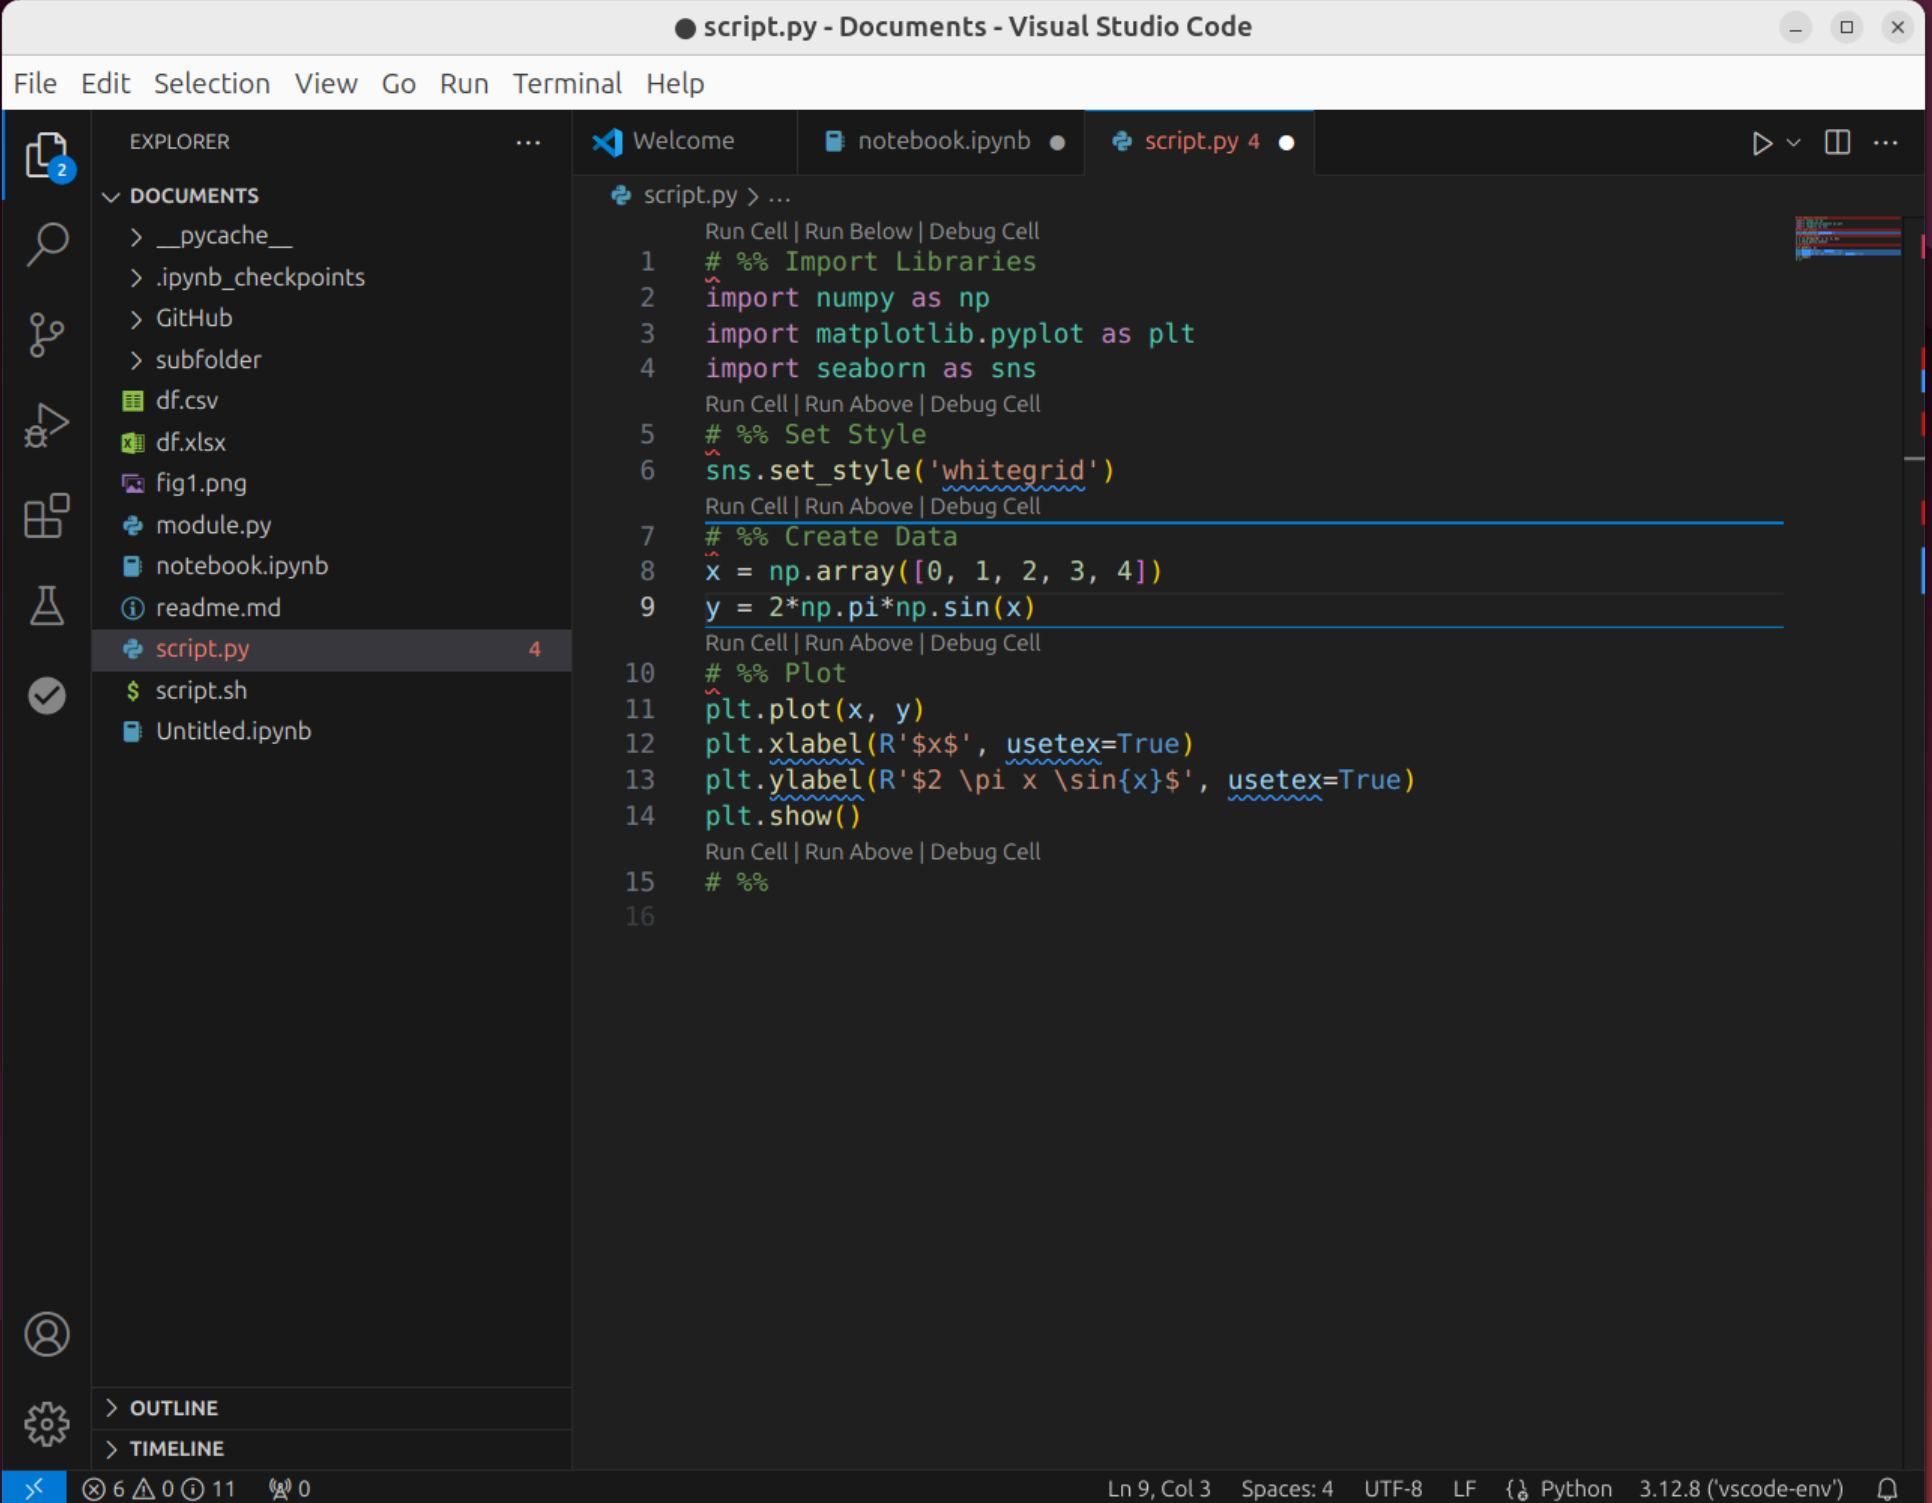 script.py - Documents - Visual Studio Code
File Edit Selection View Go Run Terminal Help
2
EXPLORER
DOCUMENTS
__pycache__
.ipynb_checkpoints
GitHub
subfolder
df.csv
df.xlsx
fig1.png
module.py
notebook.ipynb
readme.md
script.py 4
script.sh
Untitled.ipynb
OUTLINE
TIMELINE
Welcome notebook.ipynb script.py 4
script.py > ...
Run Cell | Run Below | Debug Cell
1 # %% Import Libraries
2 import numpy as np
3 import matplotlib.pyplot as plt
4 import seaborn as sns
Run Cell | Run Above | Debug Cell
5 # %% Set Style
6 sns.set_style('whitegrid')
Run Cell | Run Above | Debug Cell
7 # %% Create Data
8 x = np.array([0, 1, 2, 3, 4])
9 y = 2*np.pi*np.sin(x)
Run Cell | Run Above | Debug Cell
10 # %% Plot
11 plt.plot(x, y)
12 plt.xlabel(R'$x$', usetex=True)
13 plt.ylabel(R'$2 \pi x \sin{x}$', usetex=True)
14 plt.show()
Run Cell | Run Above | Debug Cell
15 # %%
16
6 0 11 0 Ln 9, Col 3 Spaces: 4 UTF-8 LF Python 3.12.8 ('vscode-env')